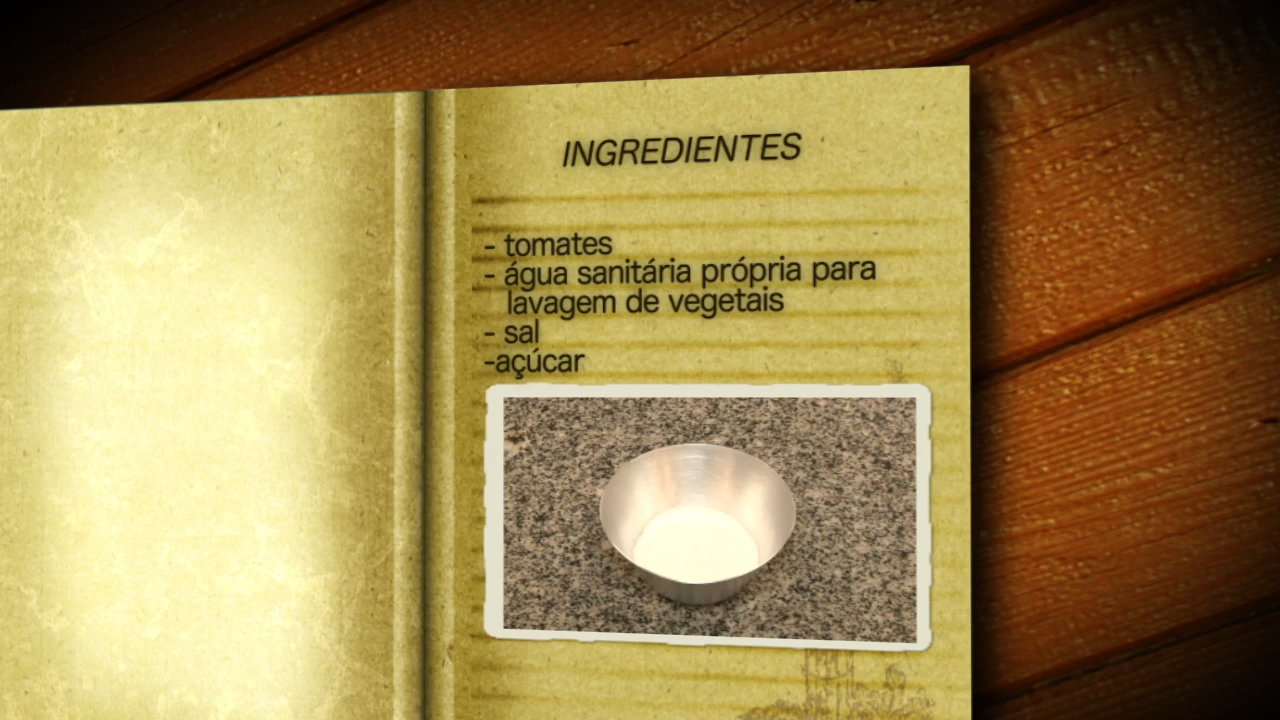 INGREDIENTES
- tomates
- água sanitária própria para
lavagem de vegetais
- sal
-açúcar